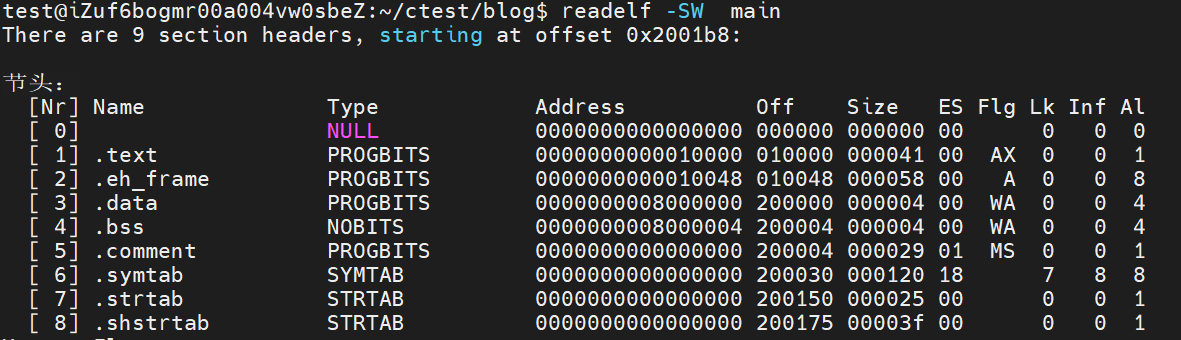 test@iZuf6bogmr00a004vw0sbeZ:~/ctest/blog$ readelf -SW  main
There are 9 section headers, starting at offset 0x2001b8:
节头：
  [Nr] Name              Type            Address          Off    Size   ES Flg Lk Inf Al
  [ 0]                   NULL            0000000000000000 000000 000000 00      0   0  0
  [ 1] .text             PROGBITS        0000000000010000 010000 000041 00  AX  0   0  1
  [ 2] .eh_frame         PROGBITS        0000000000010048 010048 000058 00   A  0   0  8
  [ 3] .data             PROGBITS        0000000008000000 200000 000004 00  WA  0   0  4
  [ 4] .bss              NOBITS          0000000008000004 200004 000004 00  WA  0   0  4
  [ 5] .comment          PROGBITS        0000000000000000 200004 000029 01  MS  0   0  1
  [ 6] .symtab           SYMTAB          0000000000000000 200030 000120 18      7   8  8
  [ 7] .strtab           STRTAB          0000000000000000 200150 000025 00      0   0  1
  [ 8] .shstrtab         STRTAB          0000000000000000 200175 00003f 00      0   0  1